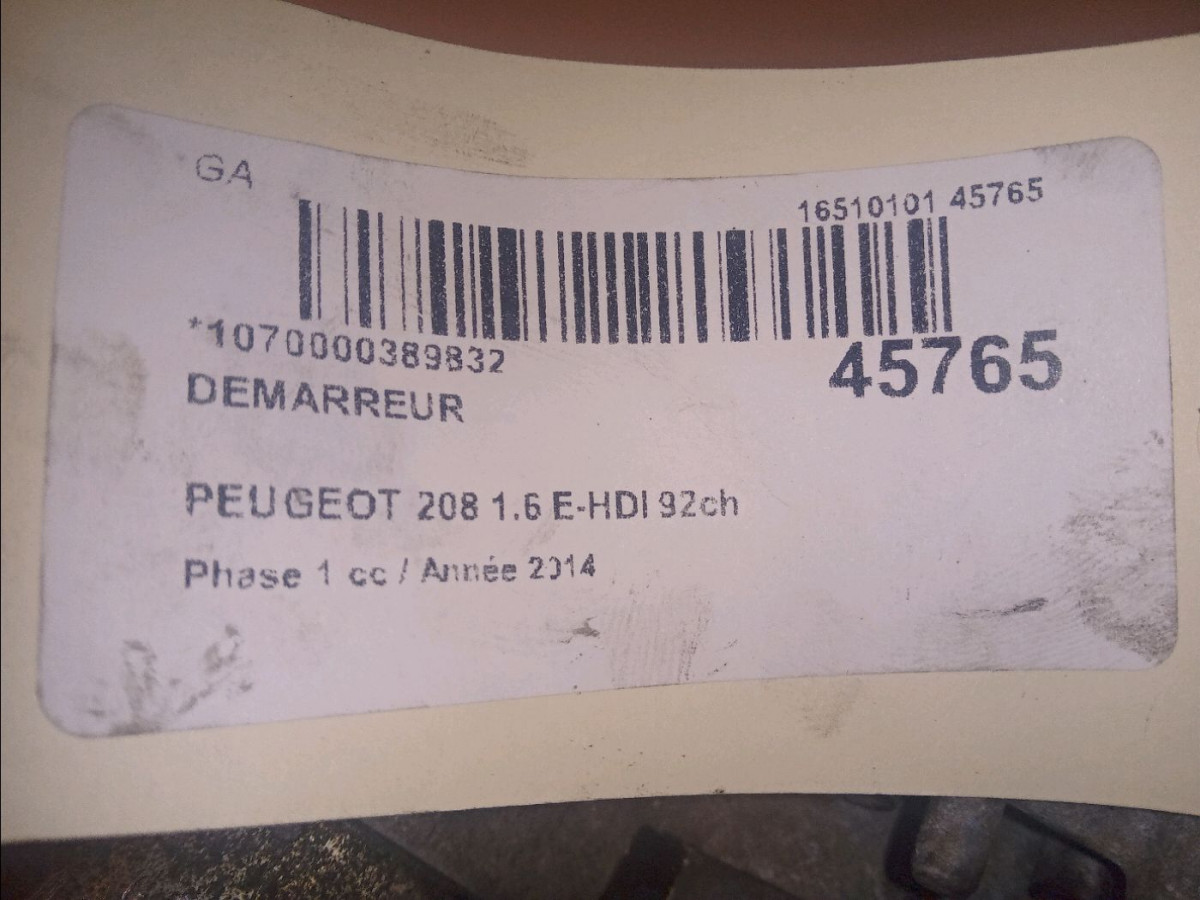 GA
16510101 45765
*1070000389832
45765
DEMARREUR
PEUGEOT 208 1.6 E-HDI 92ch
Phase 1 cc / Année 2014